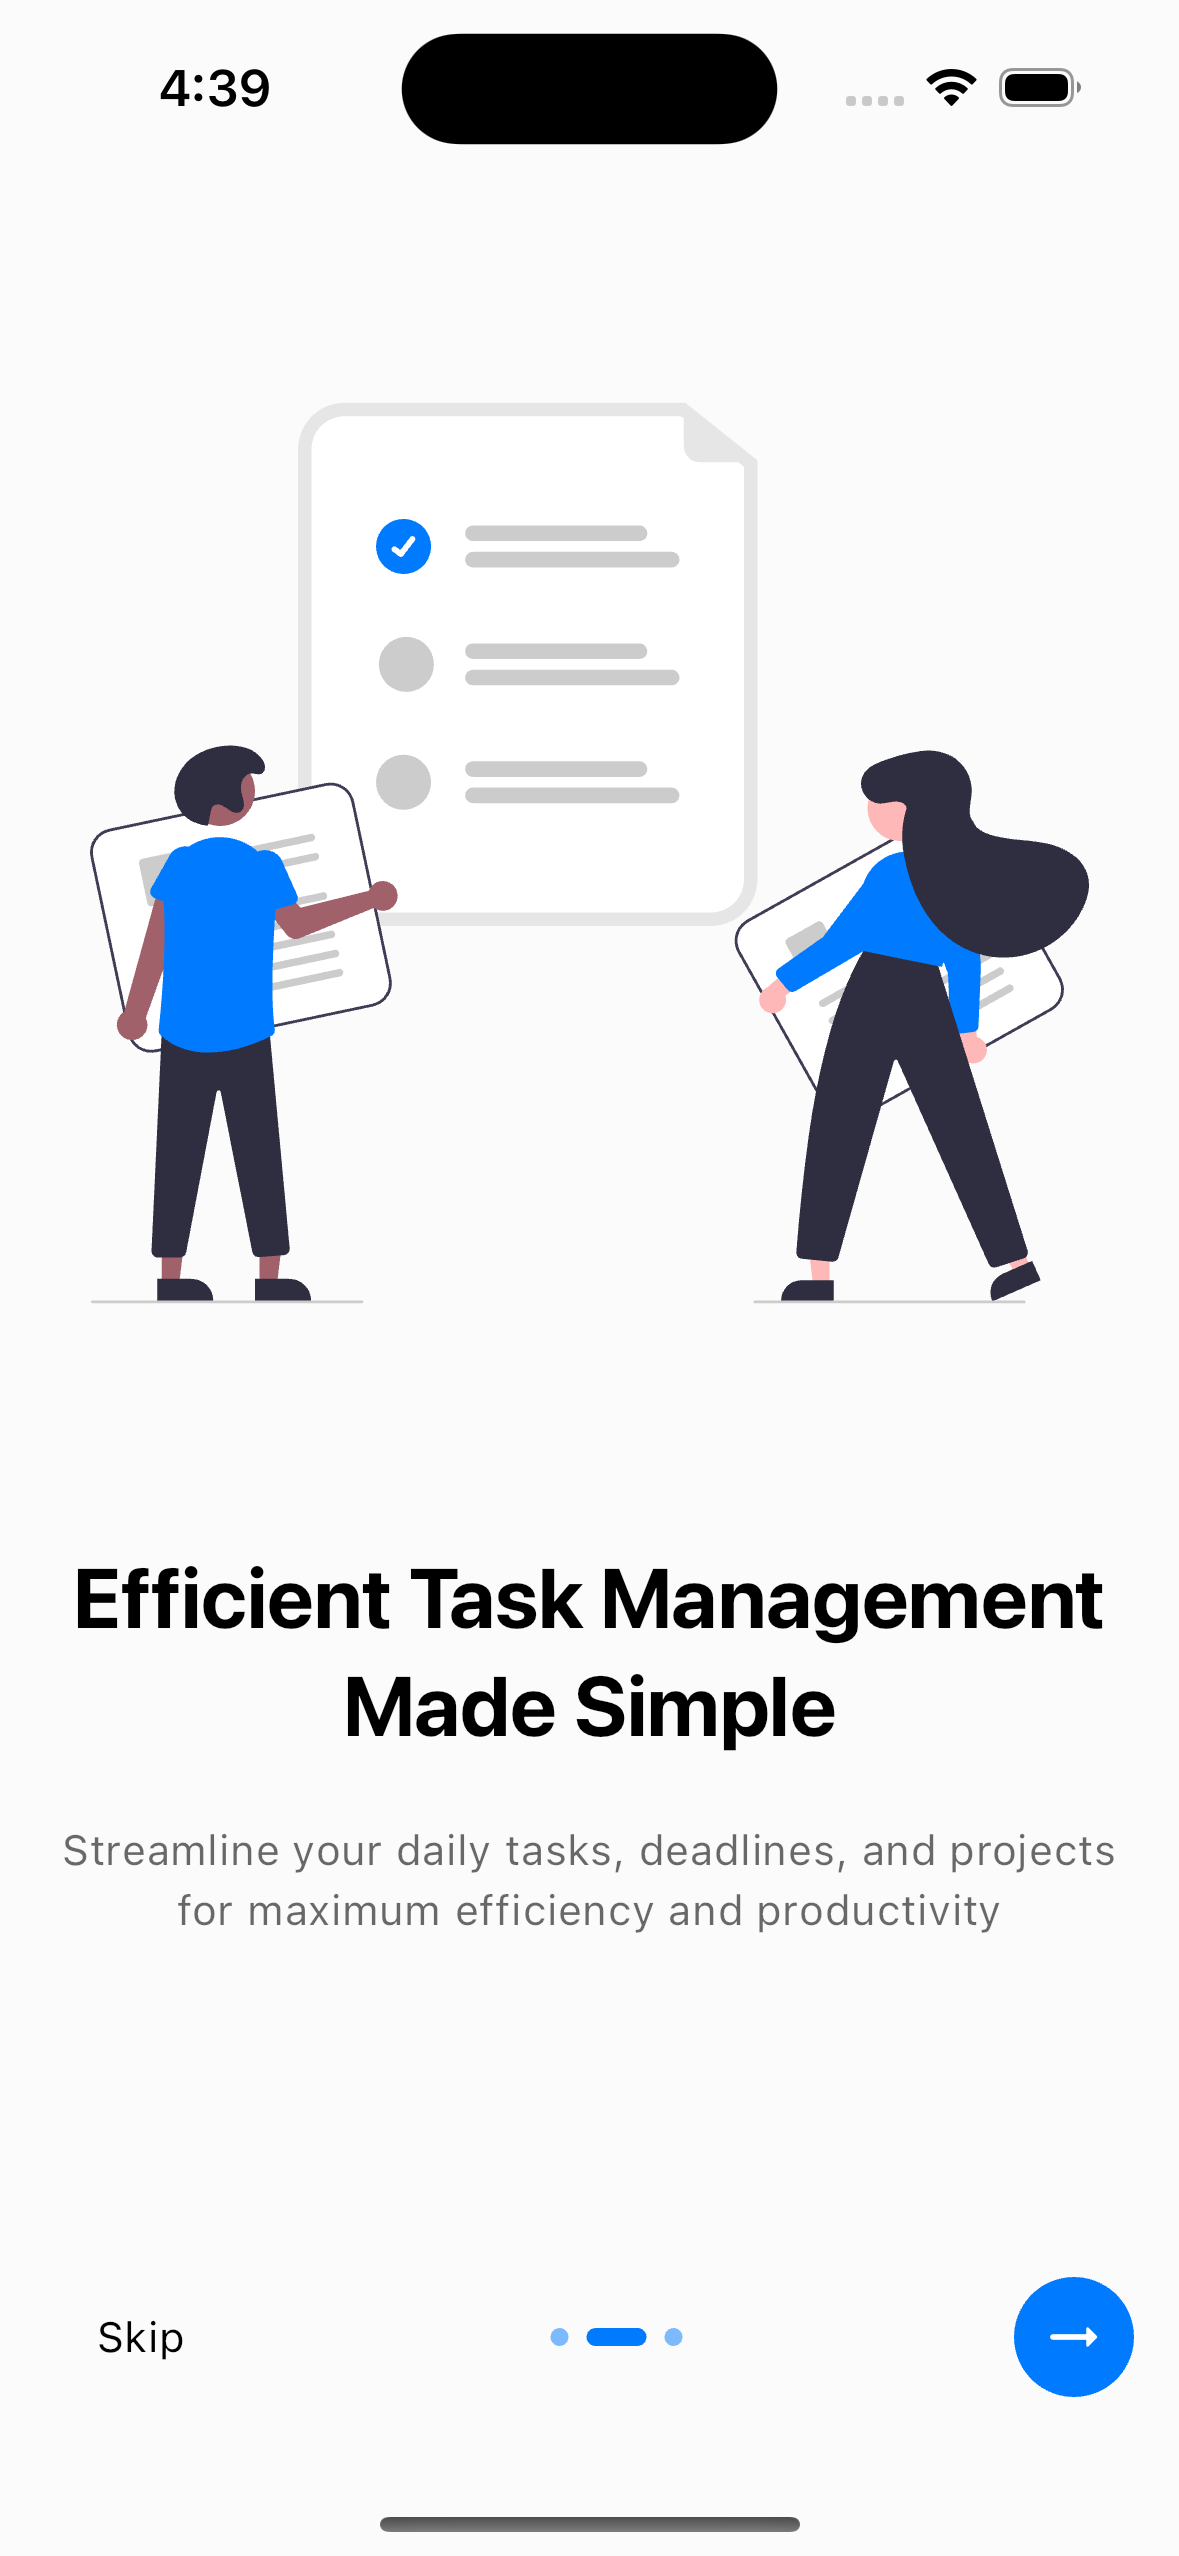 4:39
Efficient Task Management
Made Simple
Streamline your daily tasks, deadlines, and projects
for maximum efficiency and productivity
Skip